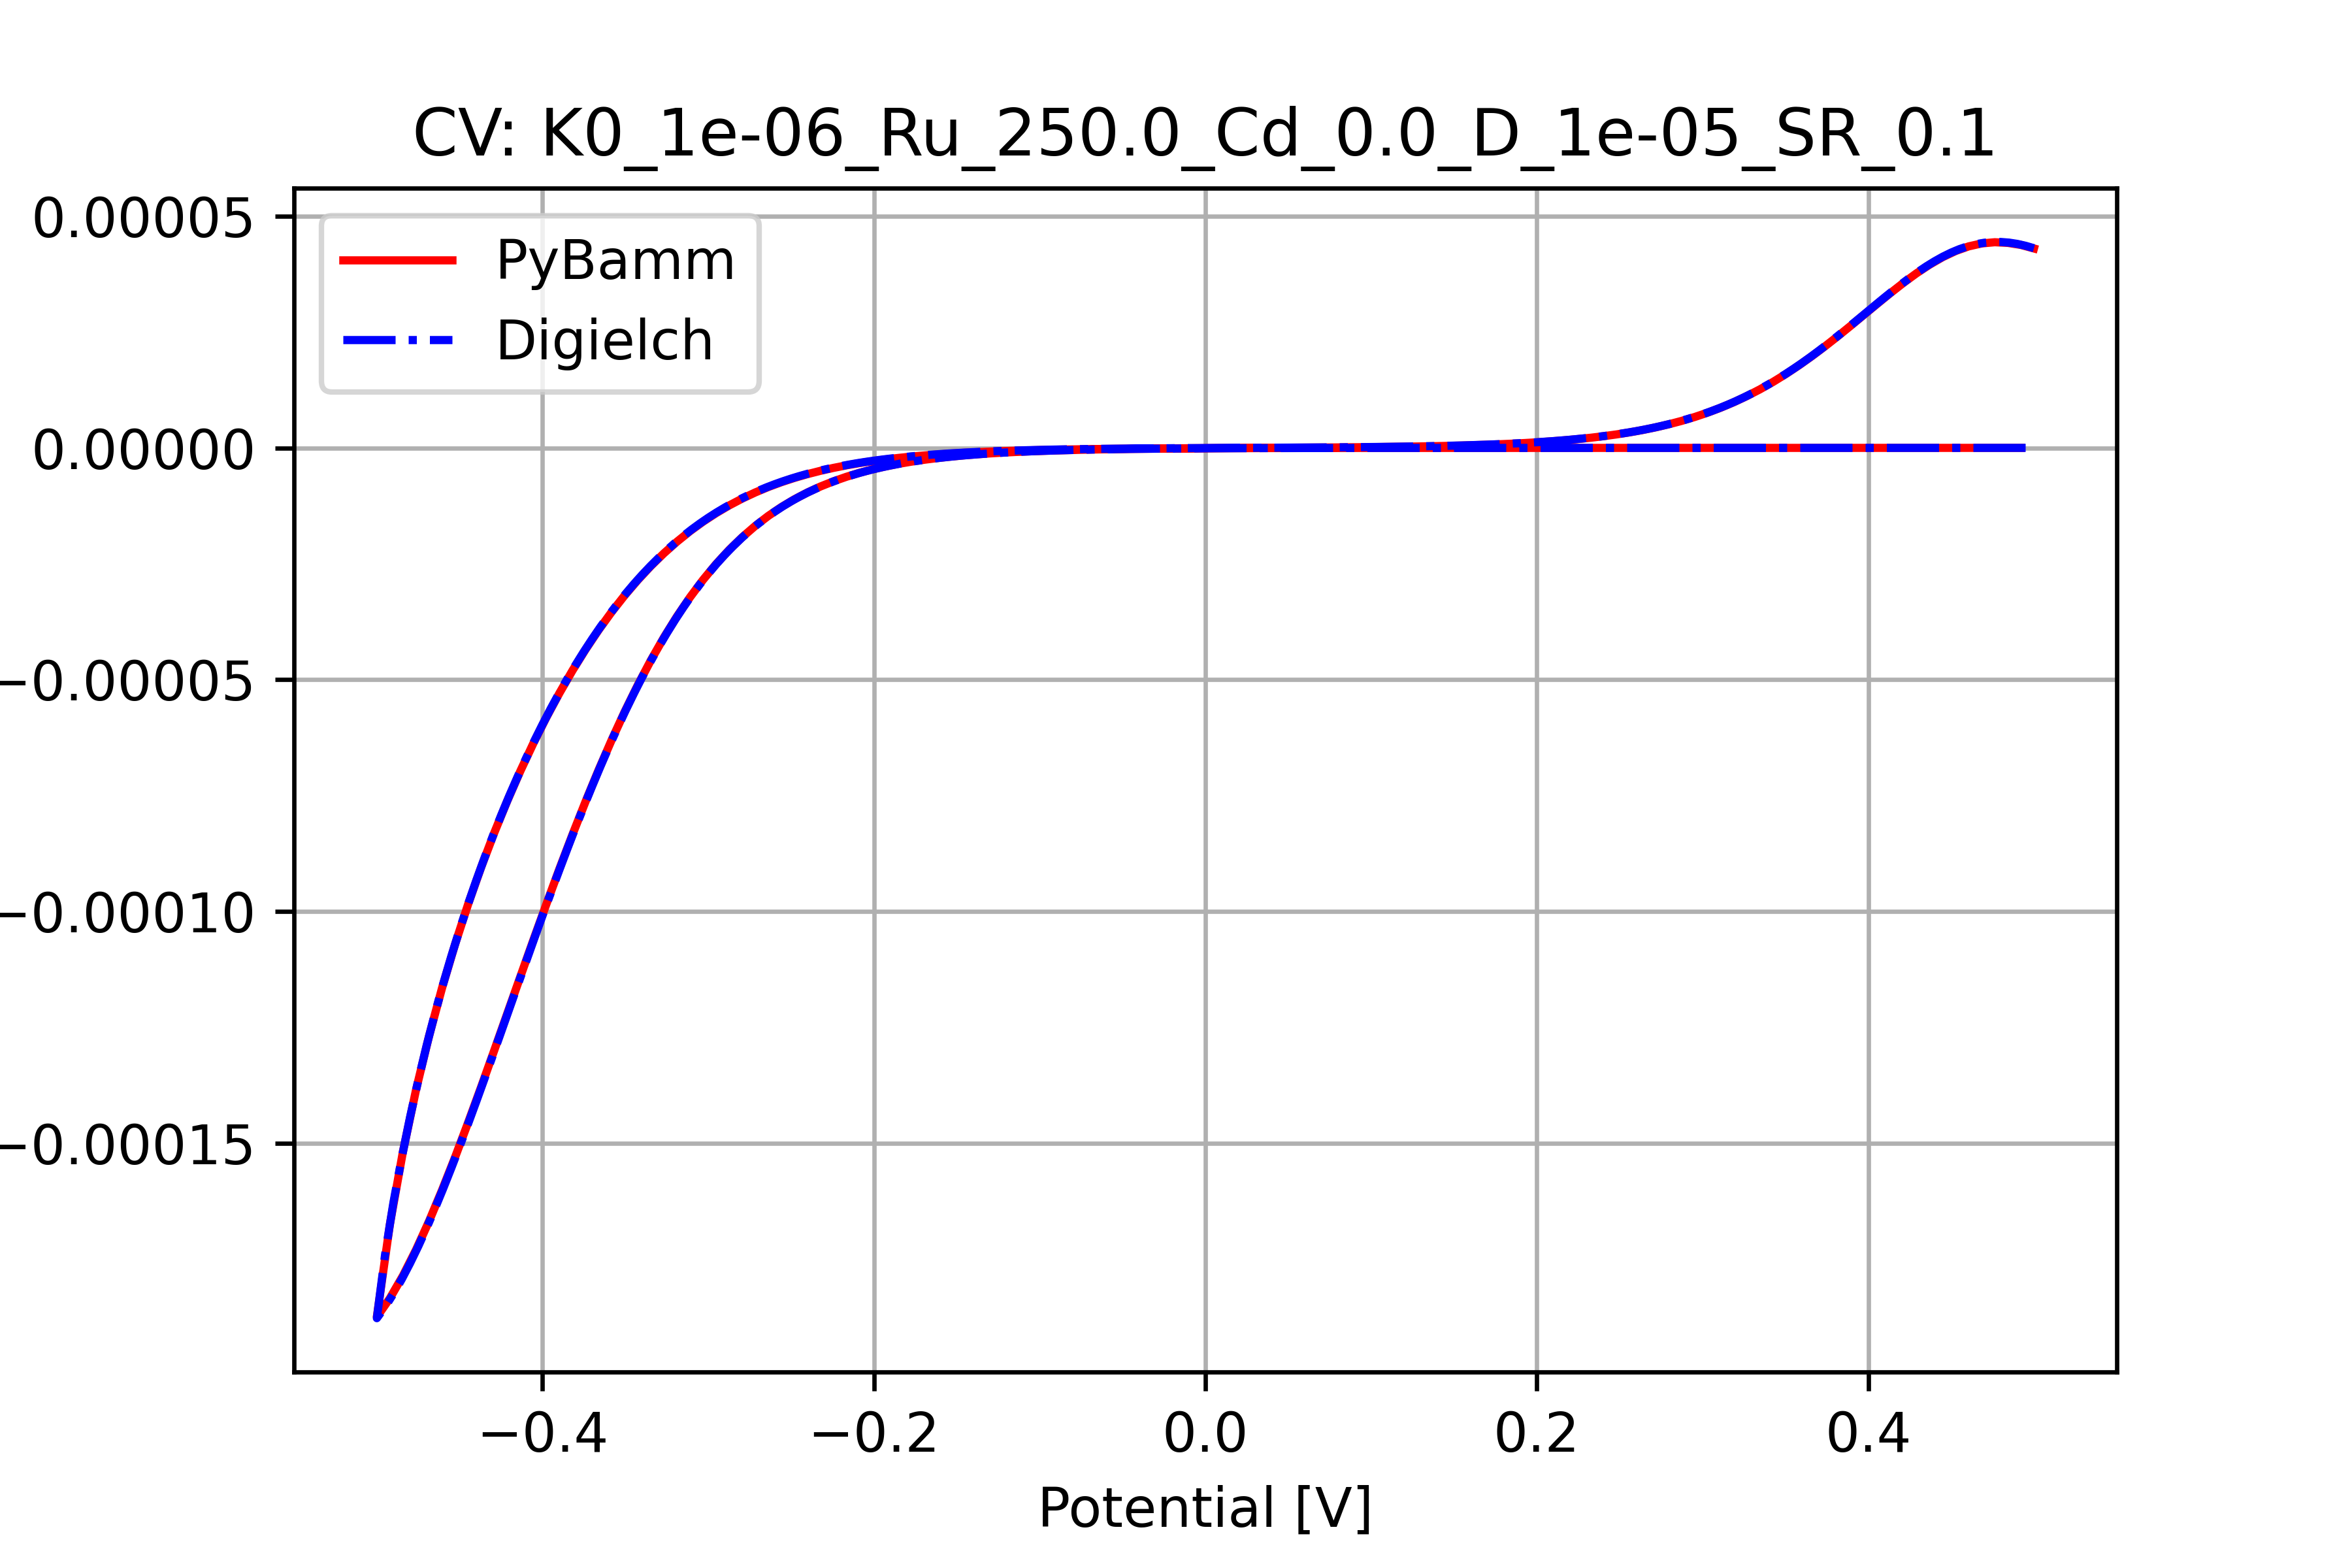 CV: K0_1e-06_Ru_250.0_Cd_0.0_D_1e-05_SR_0.1
PyBamm
Digielch
0.00005
0.00000
−0.00005
−0.00010
−0.00015
−0.4 −0.2 0.0 0.2 0.4
Potential [V]